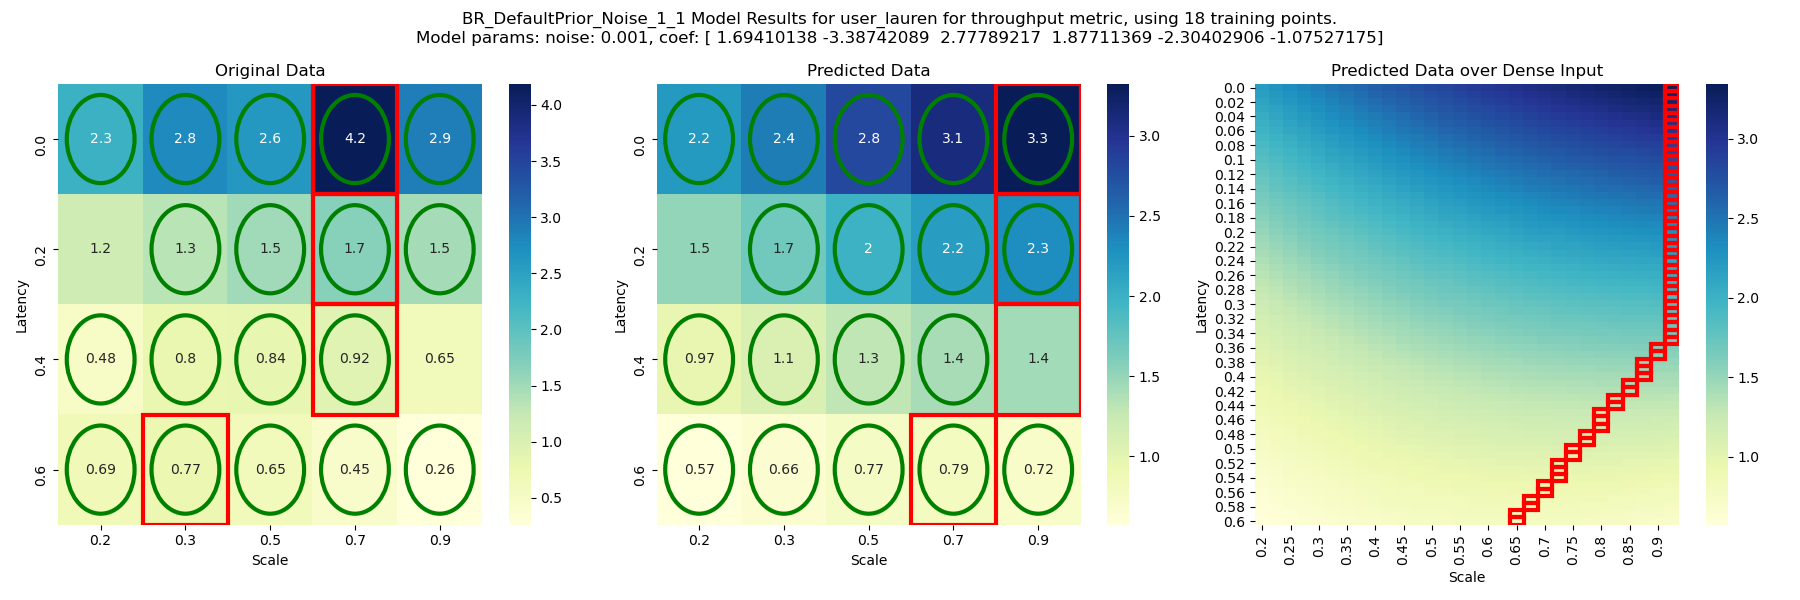 BR_DefaultPrior_Noise_1_1 Model Results for user_lauren for throughput metric, using 18 training points.
Model params: noise: 0.001, coef: [ 1.69410138 -3.38742089  2.77789217  1.87711369 -2.30402906 -1.07527175]
Original Data
2.3 2.8 2.6 4.2 2.9
1.2 1.3 1.5 1.7 1.5
0.48 0.8 0.84 0.92 0.65
0.69 0.77 0.65 0.45 0.26
0.0
0.2
0.4
0.6
Latency
0.2 0.3 0.5 0.7 0.9
Scale
4.0
3.5
3.0
2.5
2.0
1.5
1.0
0.5
Predicted Data
2.2 2.4 2.8 3.1 3.3
1.5 1.7 2 2.2 2.3
0.97 1.1 1.3 1.4 1.4
0.57 0.66 0.77 0.79 0.72
0.0
0.2
0.4
0.6
Latency
0.2 0.3 0.5 0.7 0.9
Scale
3.0
2.5
2.0
1.5
1.0
Predicted Data over Dense Input
0.0
0.02
0.04
0.06
0.08
0.1
0.12
0.14
0.16
0.18
0.2
0.22
0.24
0.26
0.28
0.3
0.32
0.34
0.36
0.38
0.4
0.42
0.44
0.46
0.48
0.5
0.52
0.54
0.56
0.58
0.6
Latency
0.2 0.25 0.3 0.35 0.4 0.45 0.5 0.55 0.6 0.65 0.7 0.75 0.8 0.85 0.9
Scale
3.0
2.5
2.0
1.5
1.0